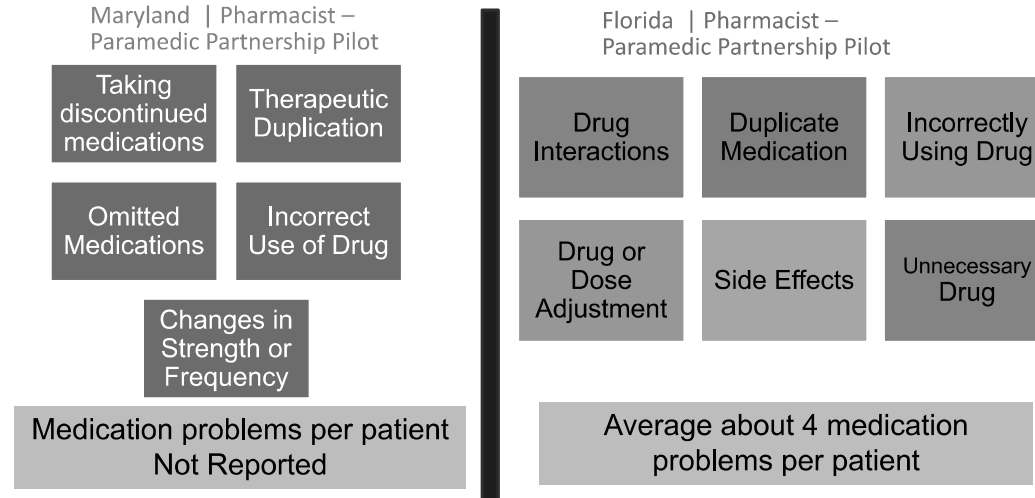 Maryland | Pharmacist –
Paramedic Partnership Pilot
Taking
discontinued
medications
Therapeutic
Duplication
Omitted
Medications
Incorrect
Use of Drug
Changes in
Strength or
Frequency
Medication problems per patient
Not Reported
Florida | Pharmacist –
Paramedic Partnership Pilot
Drug
Interactions
Duplicate
Medication
Incorrectly
Using Drug
Drug or
Dose
Adjustment
Side Effects
Unnecessary
Drug
Average about 4 medication
problems per patient